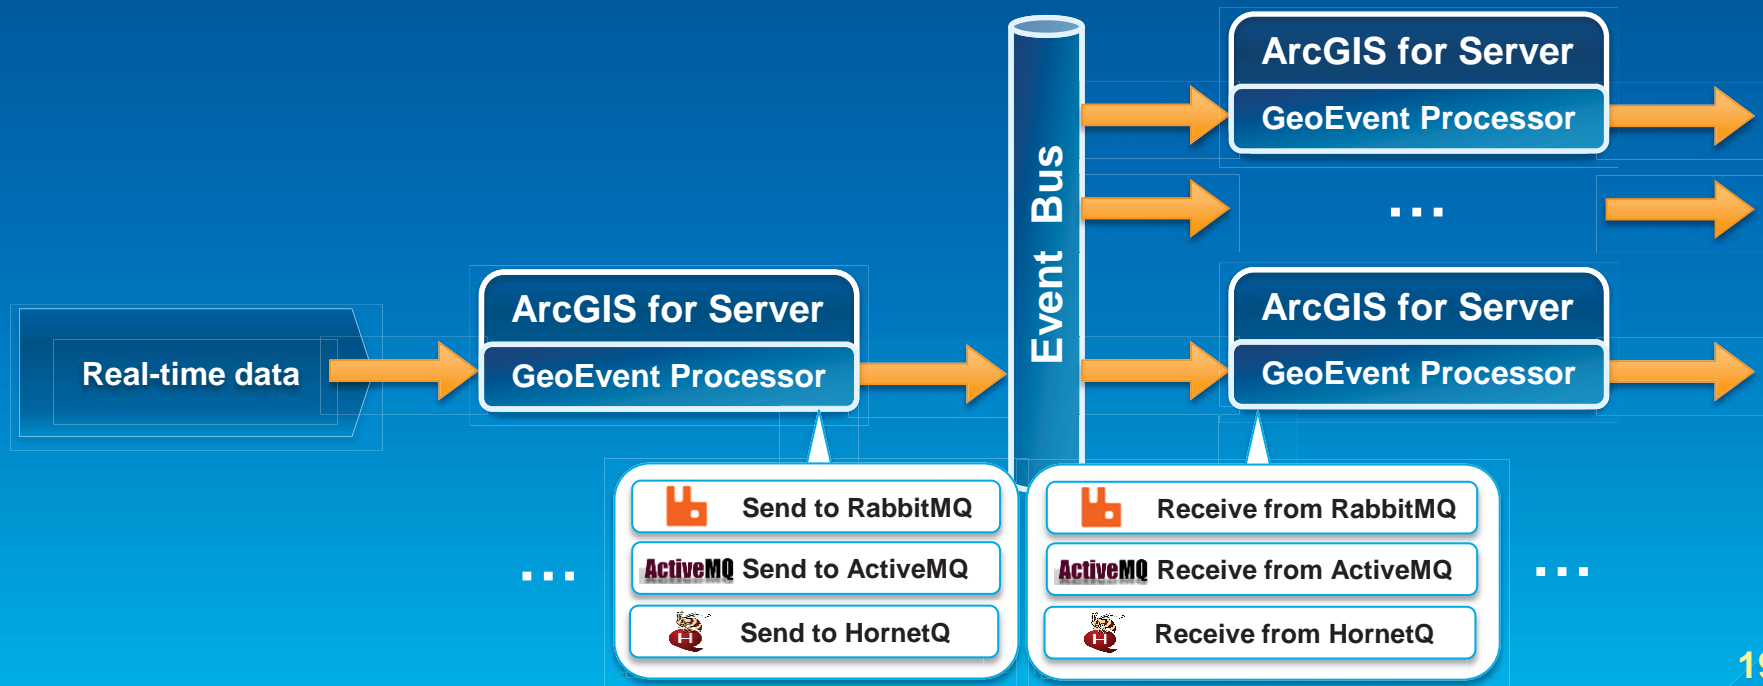 ArcGIS for Server
GeoEvent Processor
...
Event Bus
ArcGIS for Server
GeoEvent Processor
Real-time data
ArcGIS for Server
GeoEvent Processor
Send to RabbitMQ
ActiveMQ Send to ActiveMQ
H Send to HornetQ
...
Receive from RabbitMQ
ActiveMQ Receive from ActiveMQ
H Receive from HornetQ
...
19